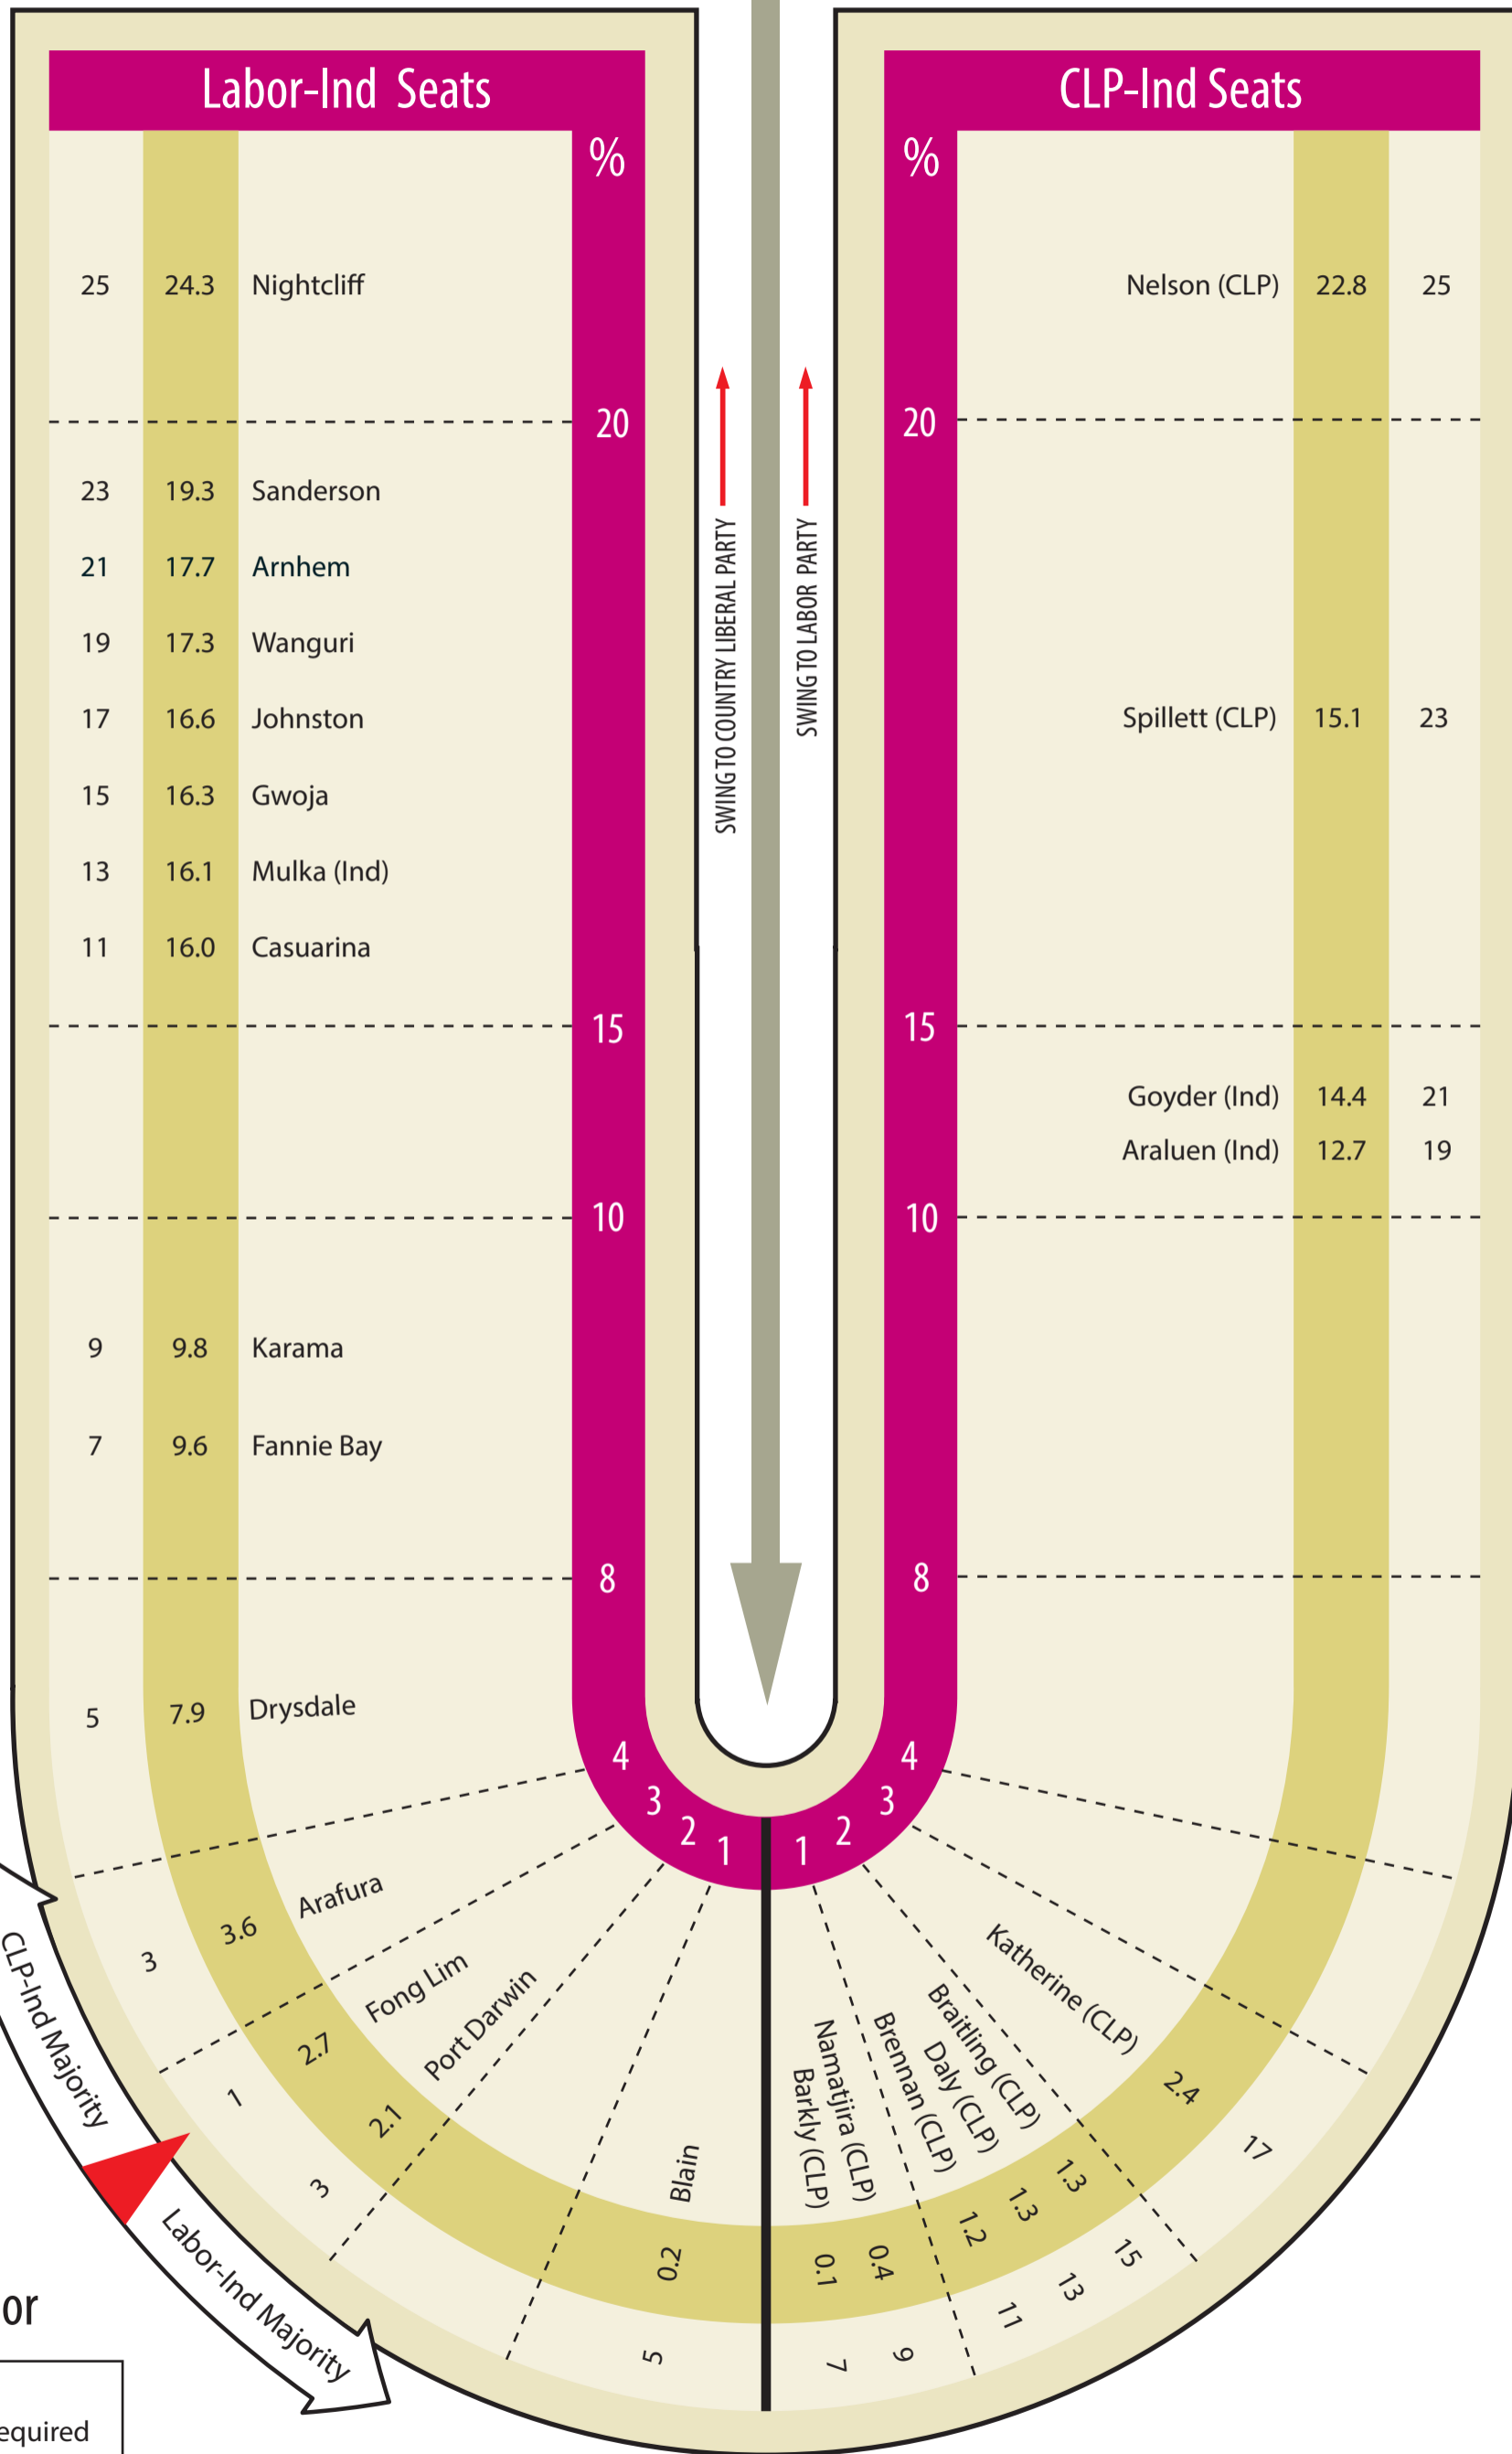 Labor-Ind Seats
%
25 24.3 Nightcliff
20
23 19.3 Sanderson
21 17.7 Arnhem
19 17.3 Wanguri
17 16.6 Johnston
15 16.3 Gwoja
13 16.1 Mulka (Ind)
11 16.0 Casuarina
15
10
9 9.8 Karama
7 9.6 Fannie Bay
8
5 7.9 Drysdale
4
3 3.6 Arafura
3
1 2.7 Fong Lim
3 2.1 Port Darwin
2
1
5 0.2 Blain
SWING TO COUNTRY LIBERAL PARTY
SWING TO LABOR PARTY
CLP-Ind Seats
%
Nelson (CLP) 22.8 25
20
Spillett (CLP) 15.1 23
15
Goyder (Ind) 14.4 21
Araluen (Ind) 12.7 19
10
8
4
3
Katherine (CLP) 2.4 17
2
Braitling (CLP) 1.3 15
Daly (CLP) 1.3 13
Brennan (CLP) 1.2 11
1
Namatjira (CLP) 0.4 9
Barkly (CLP) 0.1 7
CLP-Ind Majority
Labor-Ind Majority
or
equired